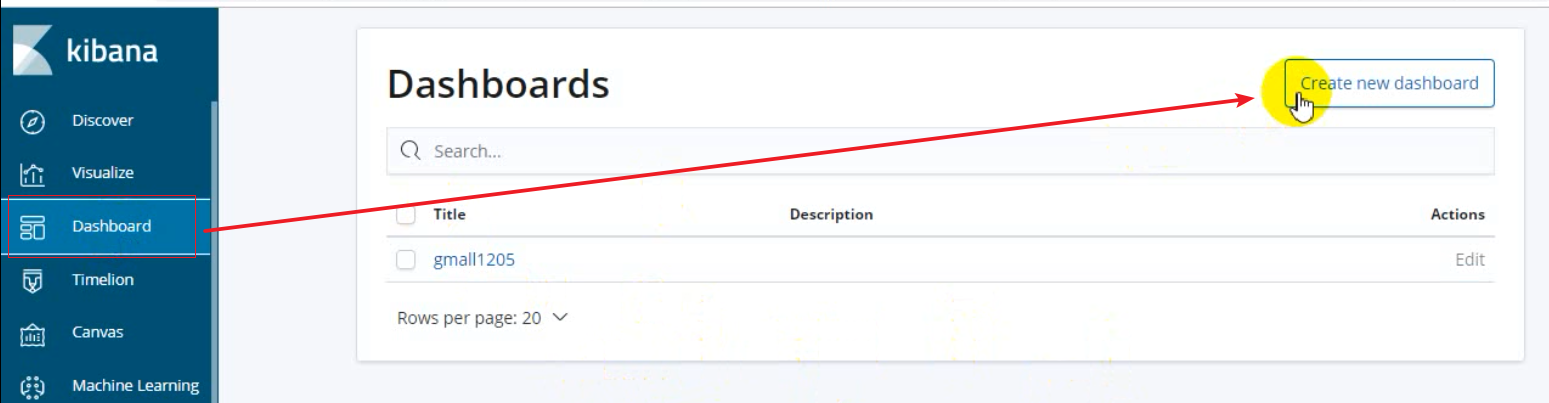 kibana
Discover
Visualize
Dashboard
Timelion
Canvas
Machine Learning
Dashboards
Create new dashboard
Search...
Title Description Actions
gmall1205 Edit
Rows per page: 20